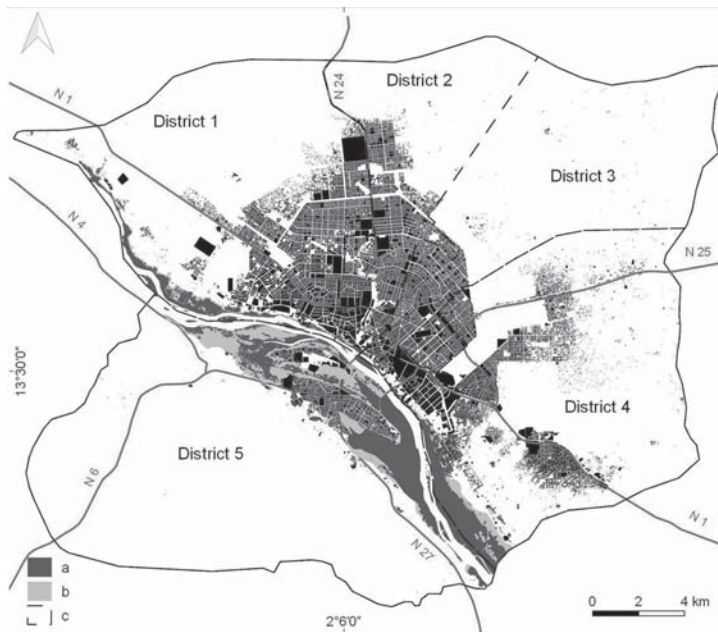 N 24
District 2
N 1
District 1
District 3
N 4
N 25
13°30'0"
District 4
District 5
N 6
N 1
N 27
a
b
c
0 2 4 km
2°6'0"